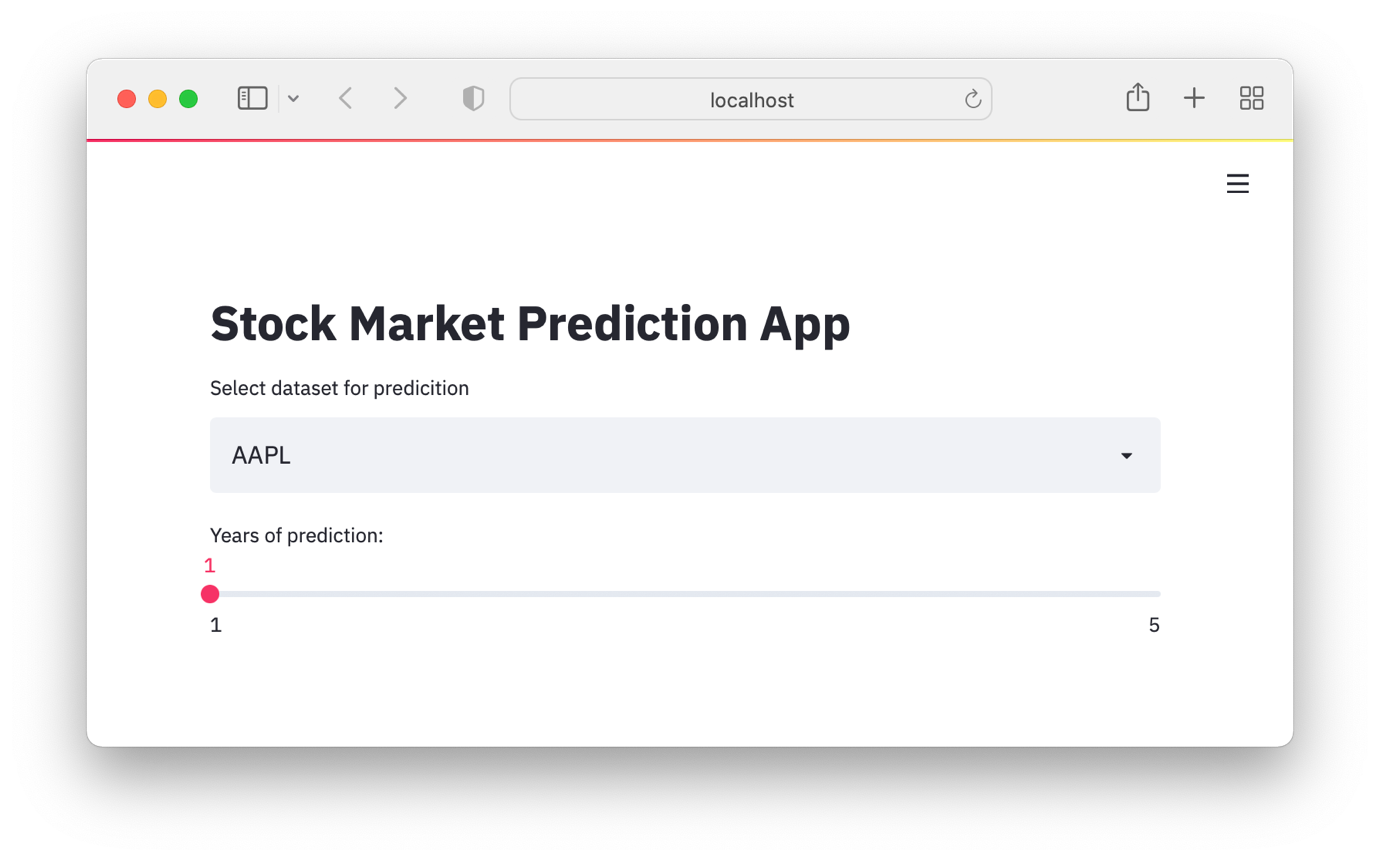 localhost
Stock Market Prediction App
Select dataset for predicition
AAPL
Years of prediction:
1
1 5